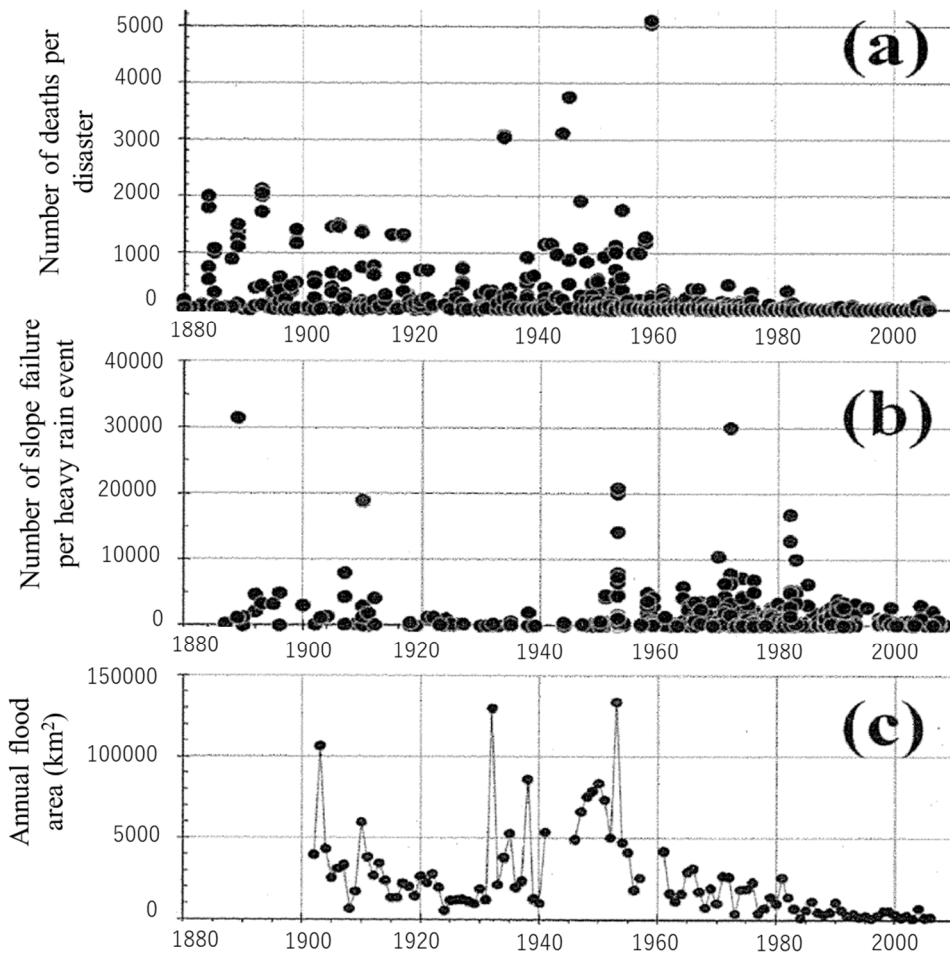 (a)
Number of deaths per
disaster
5000
4000
3000
2000
1000
0
1880 1900 1920 1940 1960 1980 2000
(b)
Number of slope failure
per heavy rain event
40000
30000
20000
10000
0
1880 1900 1920 1940 1960 1980 2000
(c)
Annual flood
area (km²)
150000
100000
50000
0
1880 1900 1920 1940 1960 1980 2000